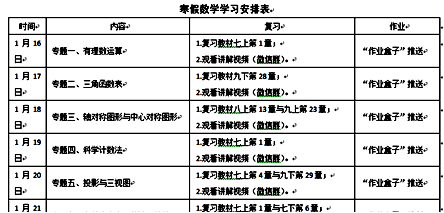 寒假数学学习安排表
时间 内容 复习 作业
1 月 16 日 专题一、有理数运算 1.复习教材七上第 1 章； “作业盒子”推送
2.观看讲解视频（微信群）。
1 月 17 日 专题二、三角函数表 1.复习教材九下第 28 章； “作业盒子”推送
2.观看讲解视频（微信群）。
1 月 18 日 专题三、轴对称图形与中心对称图形 1.复习教材八上第 13 章与九上第 23 章； “作业盒子”推送
2.观看讲解视频（微信群）。
1 月 19 日 专题四、科学计数法 1.复习教材七上第 1 章； “作业盒子”推送
2.观看讲解视频（微信群）。
1 月 20 日 专题五、投影与三视图 1.复习教材七上第 4 章与九下第 29 章； “作业盒子”推送
2.观看讲解视频（微信群）。
1 月 21 1.复习教材七上第 1 章与七下第 6 章；